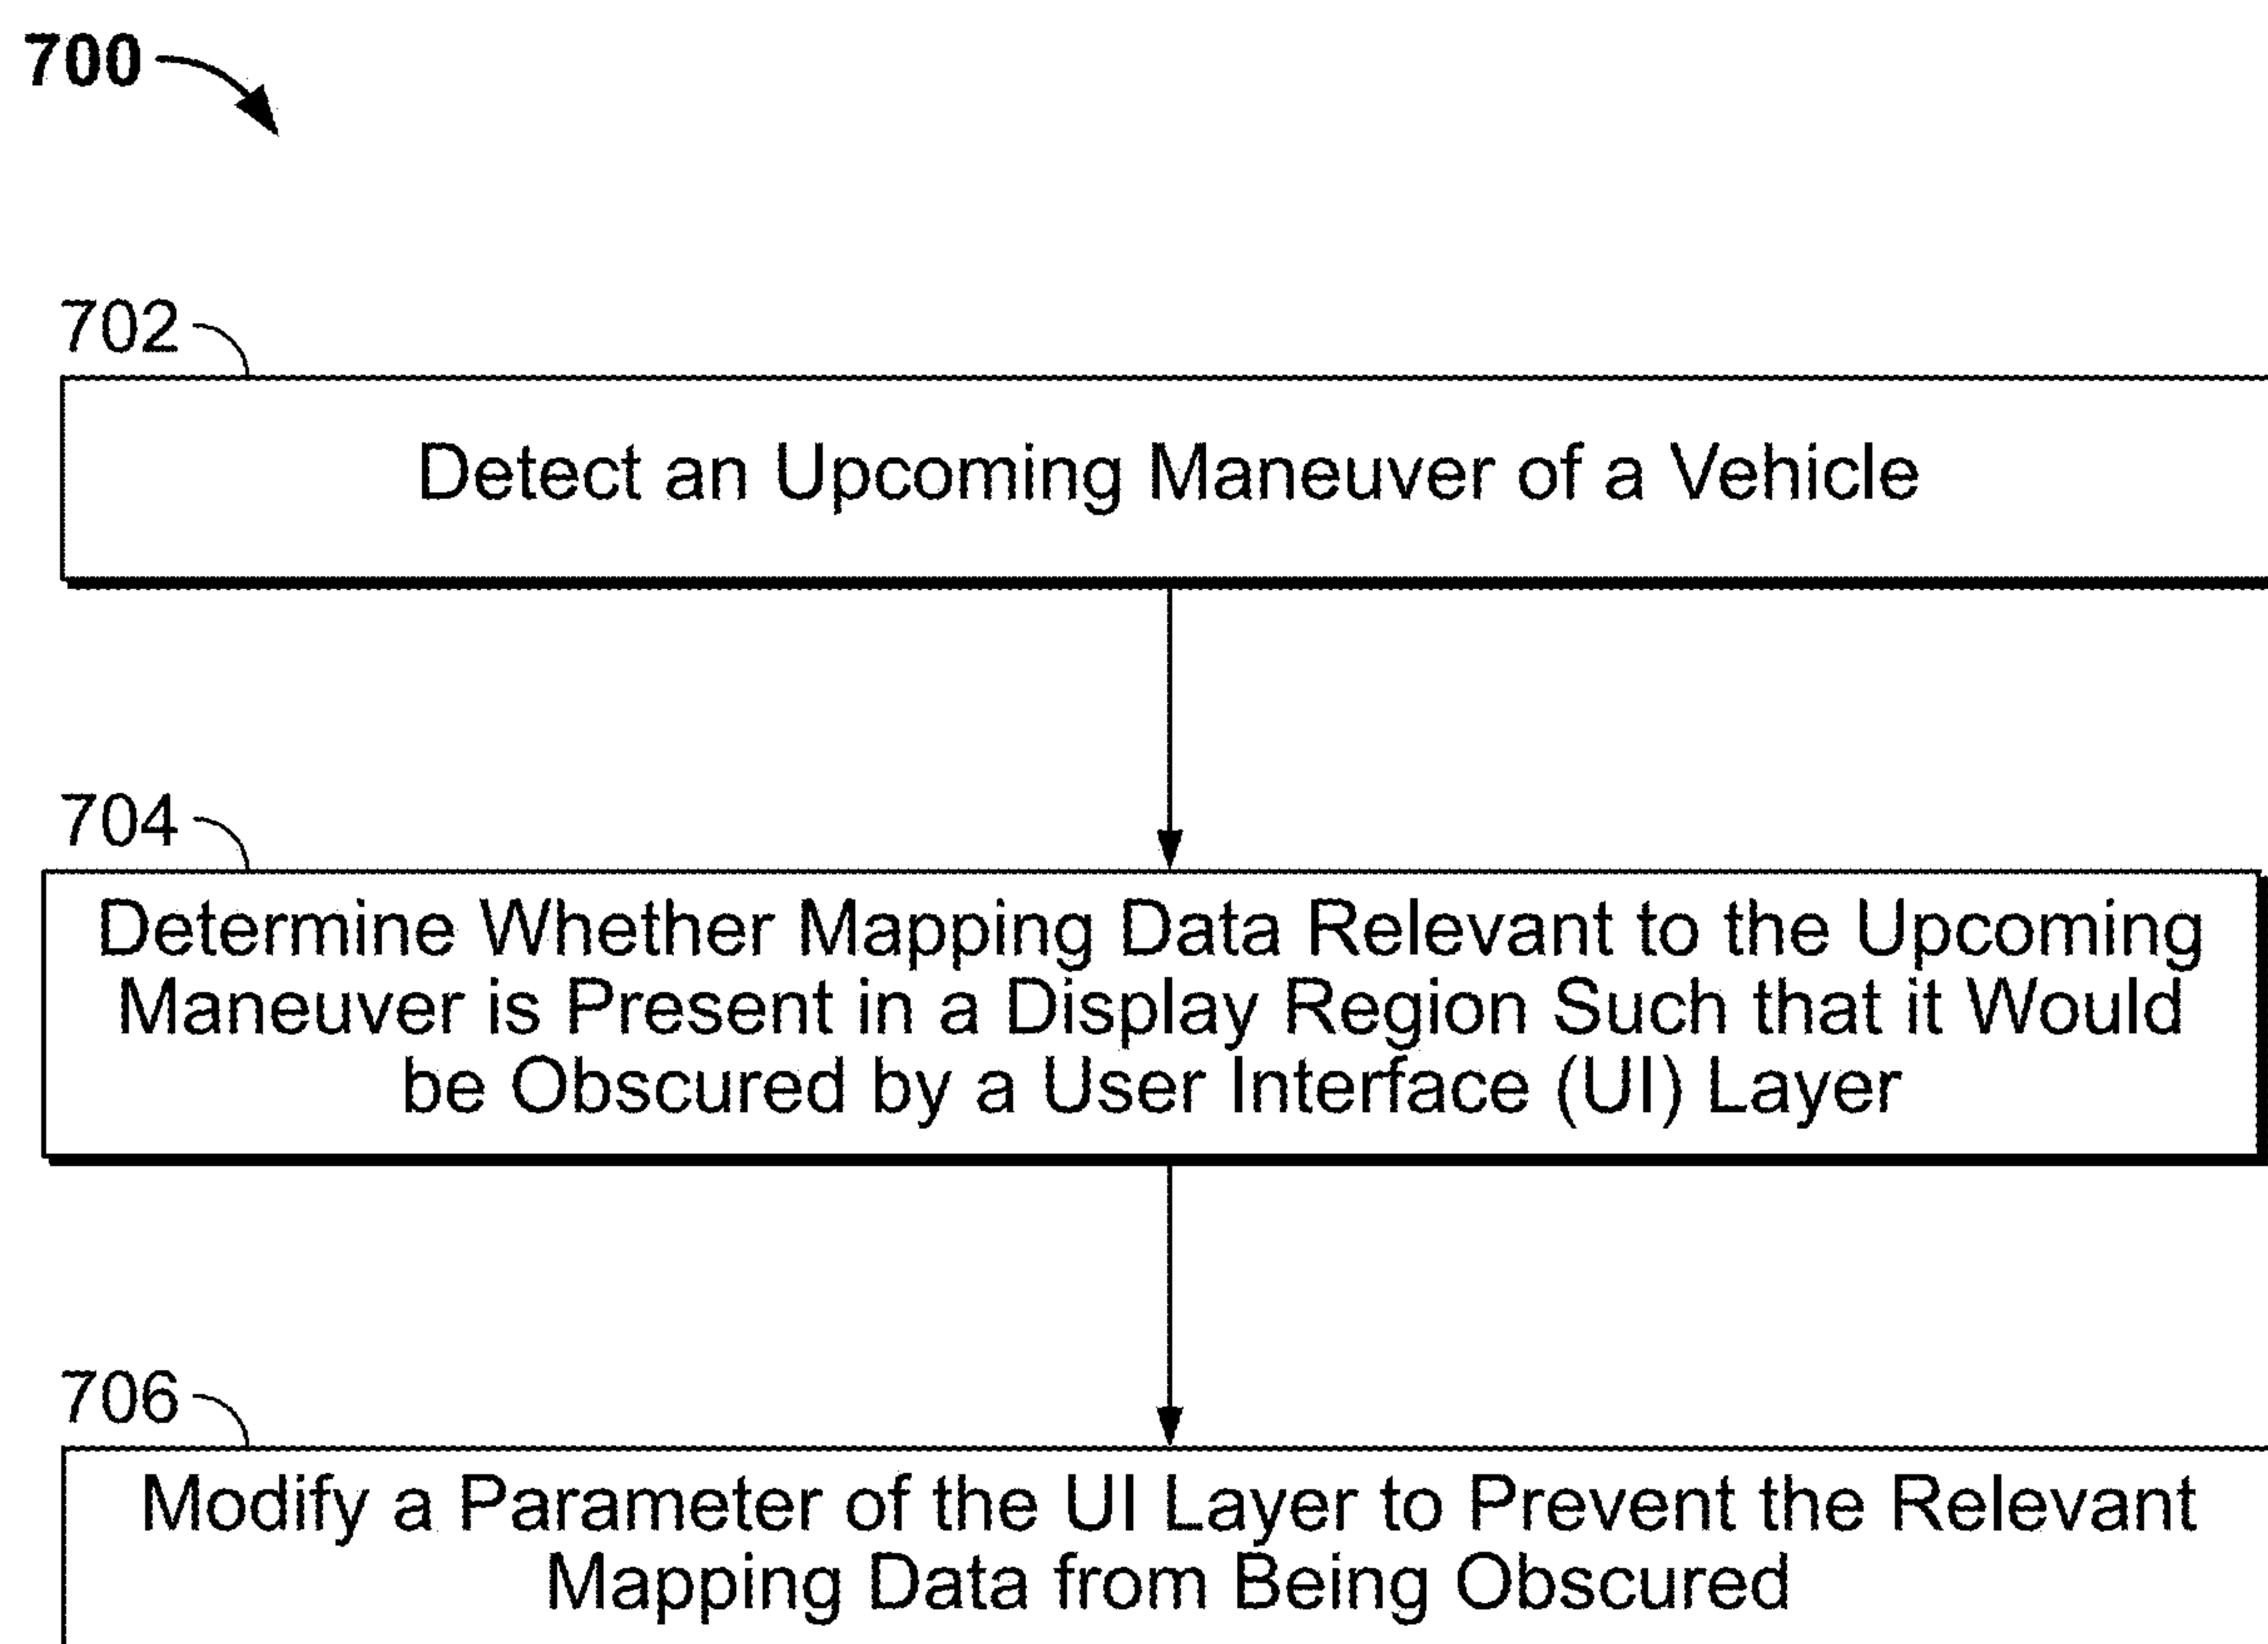 700
702
Detect an Upcoming Maneuver of a Vehicle
704
Determine Whether Mapping Data Relevant to the Upcoming
Maneuver is Present in a Display Region Such that it Would
be Obscured by a User Interface (UI) Layer
706
Modify a Parameter of the UI Layer to Prevent the Relevant
Mapping Data from Being Obscured